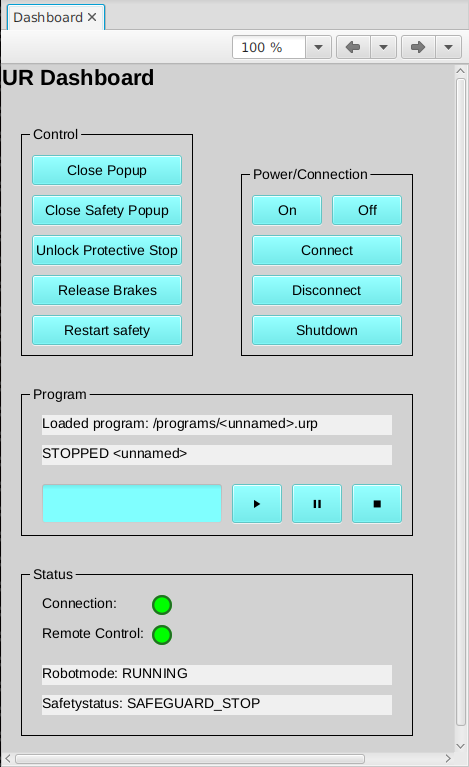 Dashboard
100 %
UR Dashboard
Control
Close Popup
Close Safety Popup
Unlock Protective Stop
Release Brakes
Restart safety
Power/Connection
On Off
Connect
Disconnect
Shutdown
Program
Loaded program: /programs/<unnamed>.urp
STOPPED <unnamed>
Status
Connection:
Remote Control:
Robotmode: RUNNING
Safetystatus: SAFEGUARD_STOP